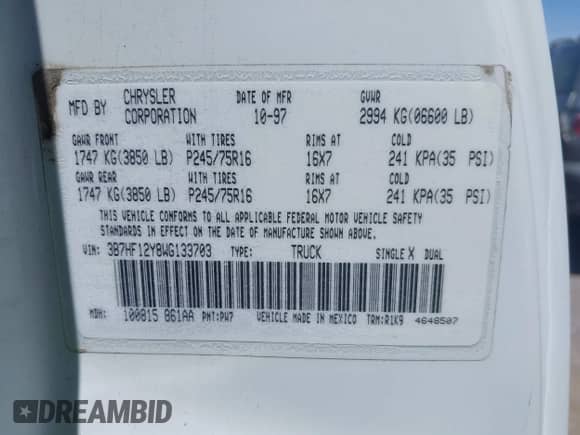 MFD BY CHRYSLER CORPORATION DATE OF MFR 10-97 GVWR 2994 KG(06600 LB)
GAWR FRONT WITH TIRES RIMS AT COLD
1747 KG(3850 LB) P245/75R16 16X7 241 KPA(35 PSI)
GAWR REAR WITH TIRES RIMS AT COLD
1747 KG(3850 LB) P245/75R16 16X7 241 KPA(35 PSI)
THIS VEHICLE CONFORMS TO ALL APPLICABLE FEDERAL MOTOR VEHICLE SAFETY
STANDARDS IN EFFECT ON THE DATE OF MANUFACTURE SHOWN ABOVE
VIN: 3B7HF12Y8WG133703 TYPE: TRUCK SINGLE X DUAL
MDH: 100815 861AA PNT:PW7 VEHICLE MADE IN MEXICO TRM:R1K9 4648507
DREAMBID